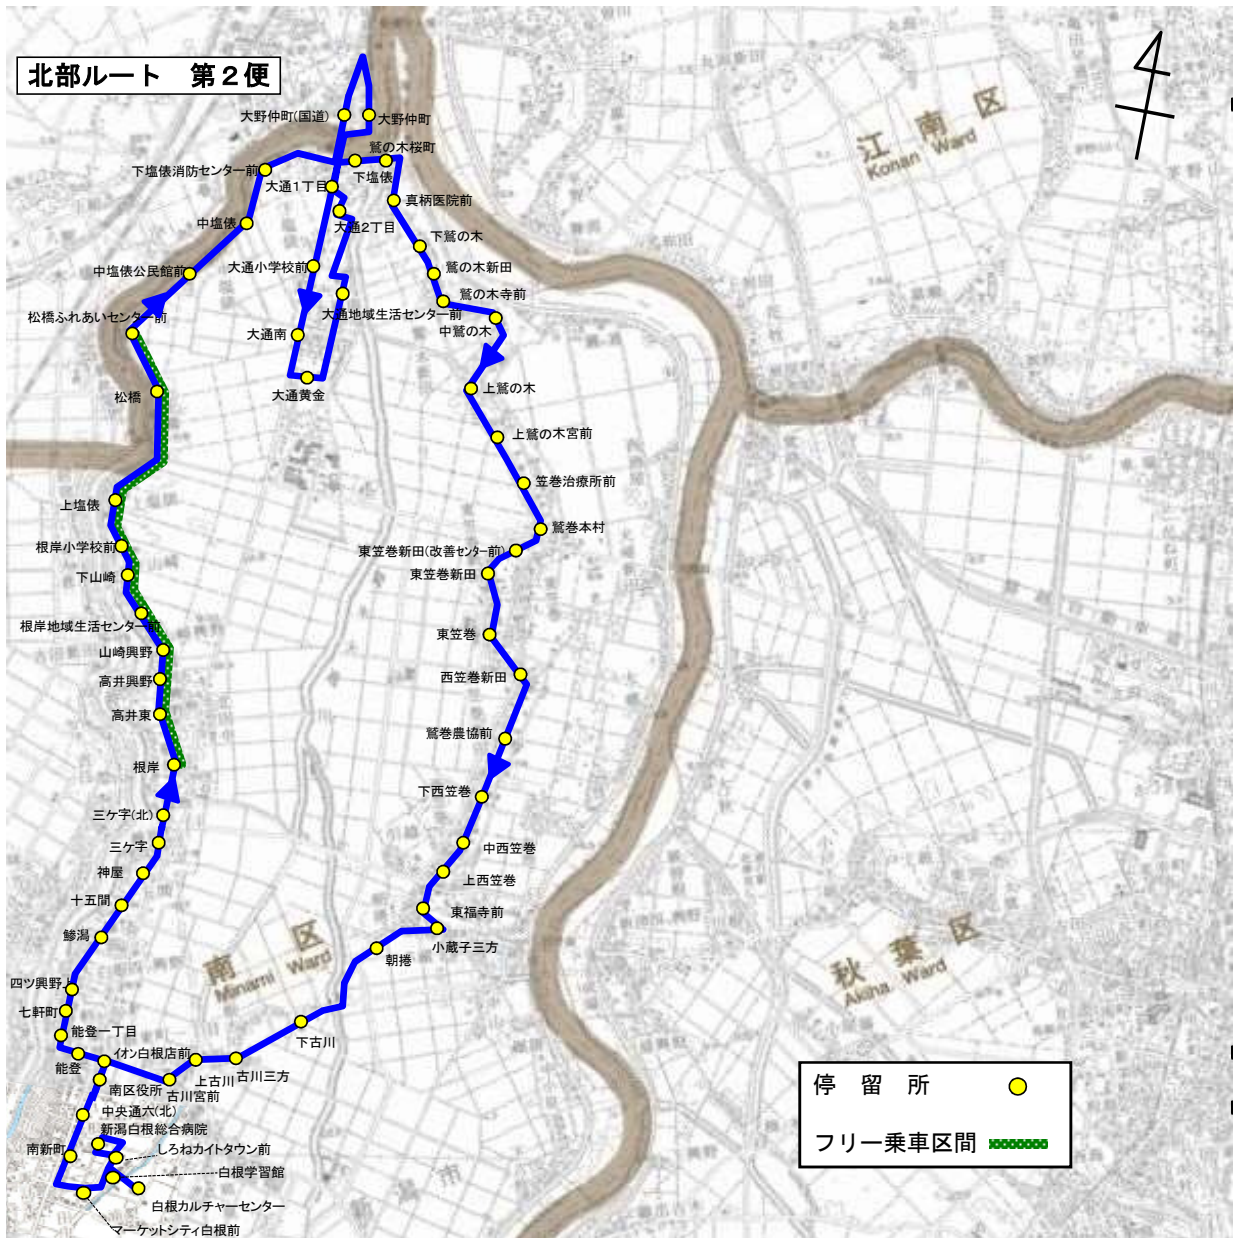 北部ルート　第２便
大野仲町(国道)
大野仲町
鷲の木桜町
下塩俵
下塩俵消防センター前
大通１丁目
真柄医院前
大通２丁目
中塩俵
下鷲の木
大通小学校前
中塩俵公民館前
鷲の木新田
鷲の木寺前
大通地域生活センター前
松橋ふれあいセンター前
中鷲の木
大通南
大通黄金
松橋
上鷲の木
上鷲の木宮前
笠巻治療所前
上塩俵
鷲巻本村
根岸小学校前
東笠巻新田(改善センター前)
下山崎
東笠巻新田
根岸地域生活センター前
東笠巻
山崎興野
高井興野
西笠巻新田
高井東
鷲巻農協前
根岸
下西笠巻
三ケ字(北)
三ケ字
中西笠巻
神屋
上西笠巻
十五間
東福寺前
鯵潟
小蔵子三方
朝捲
四ツ興野上
七軒町
下古川
能登一丁目
能登
イオン白根店前
上古川
古川三方
南区役所
古川宮前
中央通六(北)
新潟白根総合病院
南新町
しろねカイトタウン前
白根学習館
白根カルチャーセンター
マーケットシティ白根前
江南区
Konan Ward
南区
Minami Ward
秋葉区
Akiha Ward
停留所
フリー乗車区間